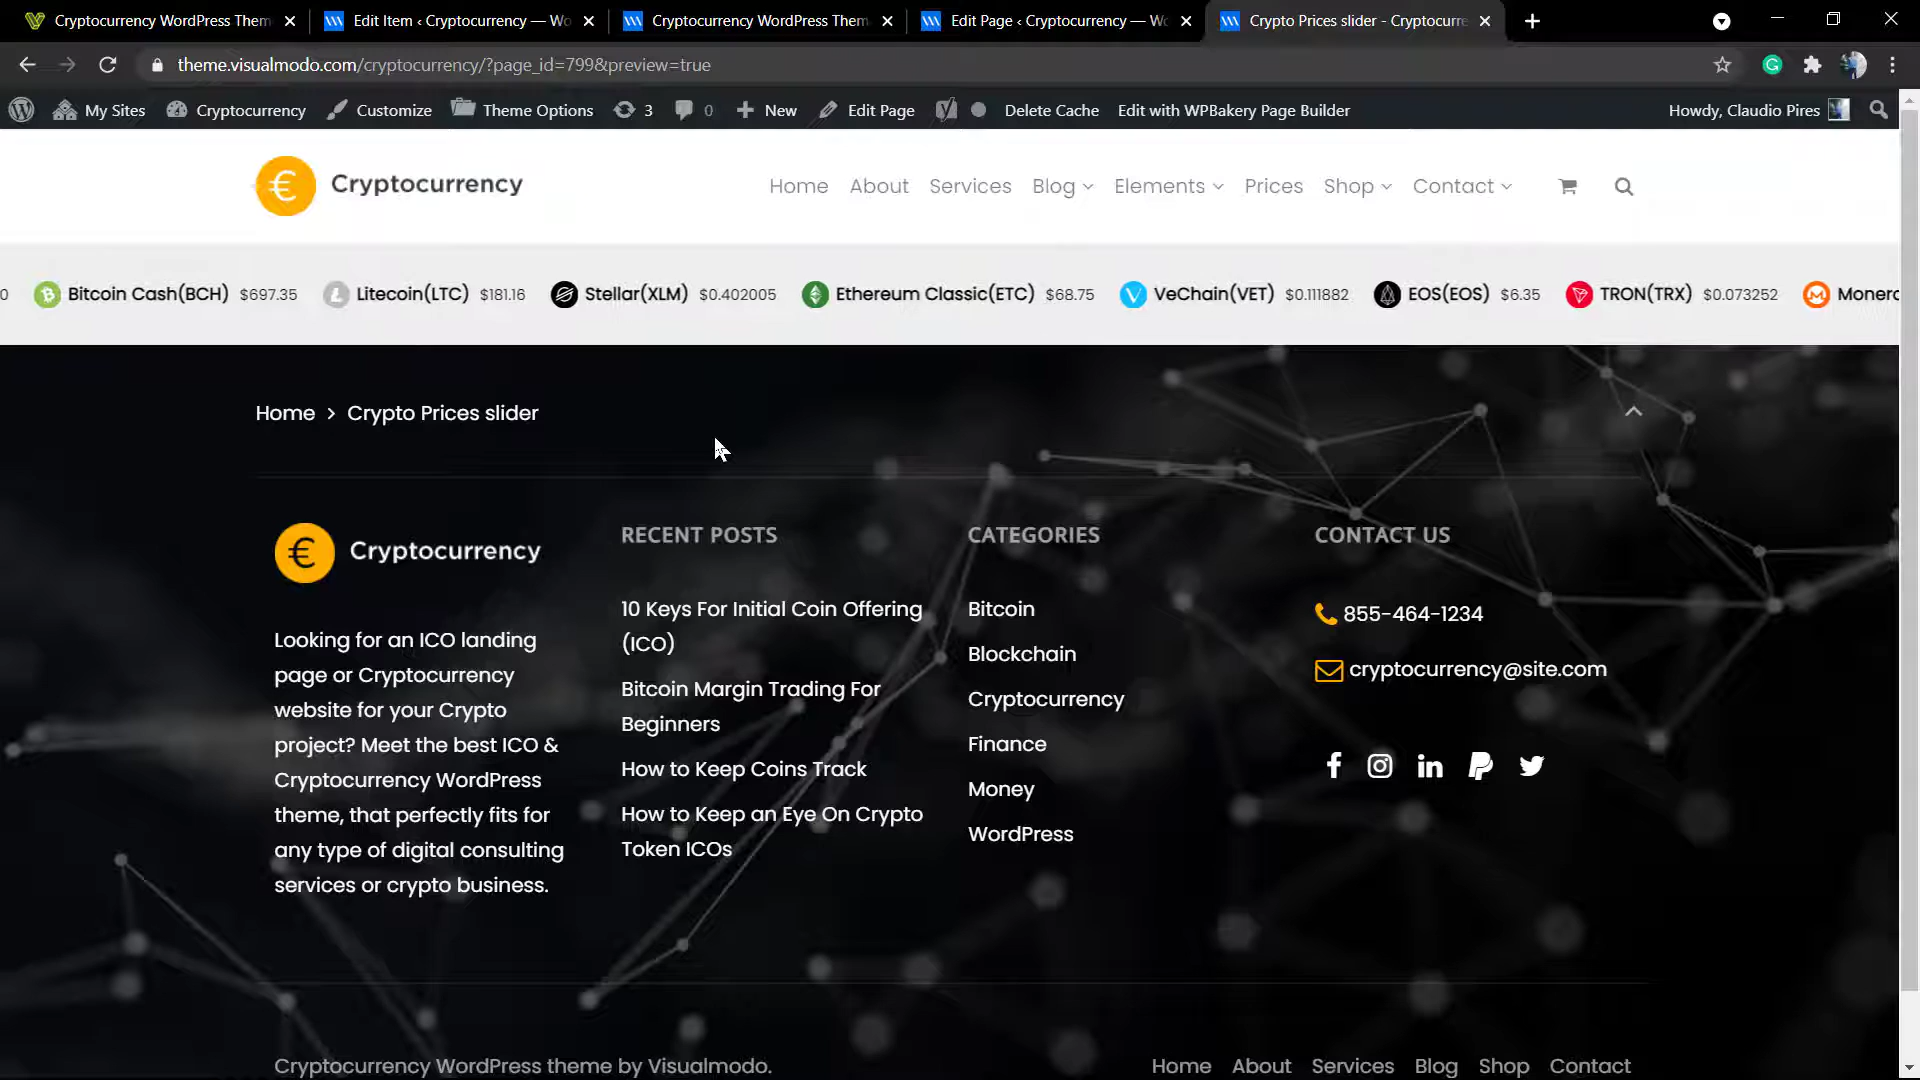 Cryptocurrency WordPress Them
Edit Item ‹ Cryptocurrency — Wo
Cryptocurrency WordPress Them
Edit Page ‹ Cryptocurrency — Wo
Crypto Prices slider - Cryptocurre
theme.visualmodo.com/cryptocurrency/?page_id=799&preview=true
My Sites
Cryptocurrency
Customize
Theme Options
3
0
New
Edit Page
Delete Cache
Edit with WPBakery Page Builder
Howdy, Claudio Pires
€ Cryptocurrency
Home
About
Services
Blog
Elements
Prices
Shop
Contact
0
Bitcoin Cash(BCH) $697.35
Litecoin(LTC) $181.16
Stellar(XLM) $0.402005
Ethereum Classic(ETC) $68.75
VeChain(VET) $0.111882
EOS(EOS) $6.35
TRON(TRX) $0.073252
Monero
Home > Crypto Prices slider
€ Cryptocurrency
Looking for an ICO landing
page or Cryptocurrency
website for your Crypto
project? Meet the best ICO &
Cryptocurrency WordPress
theme, that perfectly fits for
any type of digital consulting
services or crypto business.
RECENT POSTS
10 Keys For Initial Coin Offering
(ICO)
Bitcoin Margin Trading For
Beginners
How to Keep Coins Track
How to Keep an Eye On Crypto
Token ICOs
CATEGORIES
Bitcoin
Blockchain
Cryptocurrency
Finance
Money
WordPress
CONTACT US
855-464-1234
cryptocurrency@site.com
Cryptocurrency WordPress theme by Visualmodo.
Home
About
Services
Blog
Shop
Contact